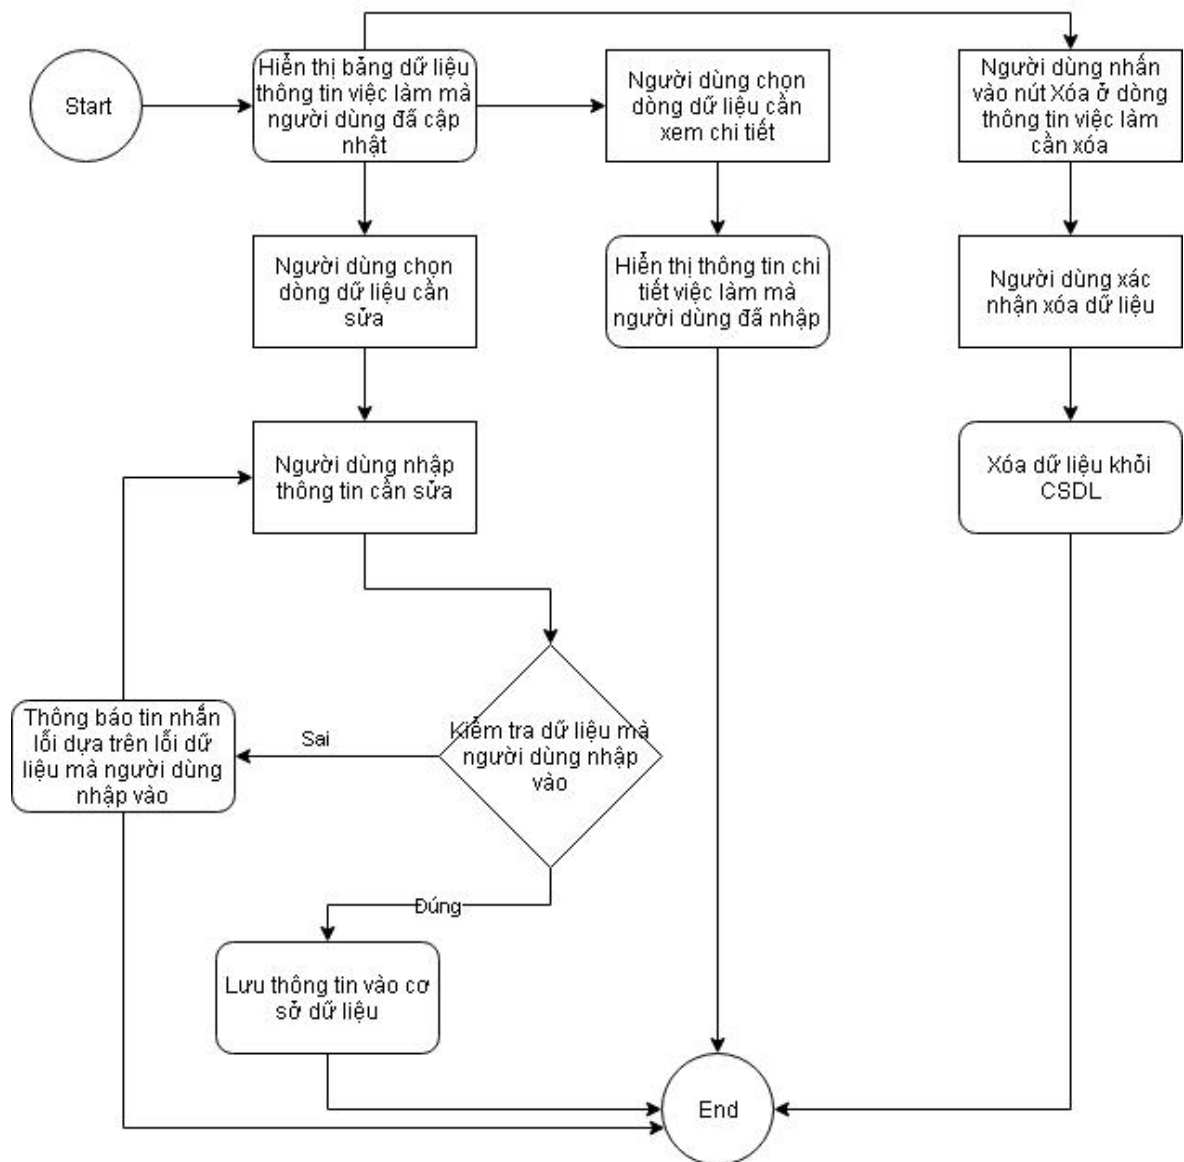 Start
Hiển thị bảng dữ liệu
thông tin việc làm mà
người dùng đã cập
nhật
Người dùng chọn
dòng dữ liệu cần
xem chi tiết
Người dùng nhấn
vào nút Xóa ở dòng
thông tin việc làm
cần xóa
Người dùng chọn
dòng dữ liệu cần
sửa
Hiển thị thông tin chi
tiết việc làm mà
người dùng đã nhập
Người dùng xác
nhận xóa dữ liệu
Người dùng nhập
thông tin cần sửa
Xóa dữ liệu khỏi
CSDL
Thông báo tin nhắn
lỗi dựa trên lỗi dữ
liệu mà người dùng
nhập vào
Sai
Kiểm tra dữ liệu mà
người dùng nhập
vào
Đúng
Lưu thông tin vào cơ
sở dữ liệu
End